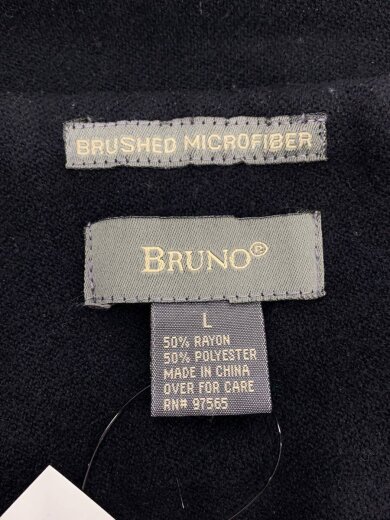 BRUSHED MICROFIBER
BRUNO®
L
50% RAYON
50% POLYESTER
MADE IN CHINA
OVER FOR CARE
RN# 97565